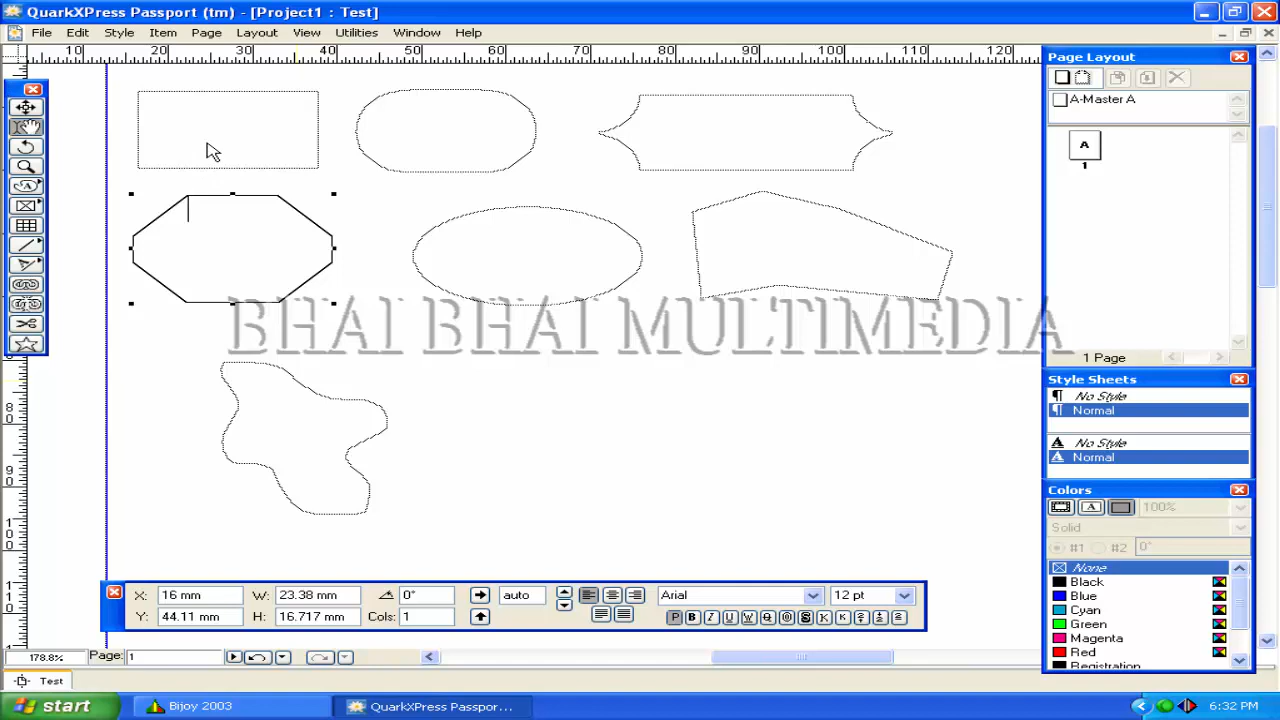 QuarkXPress Passport (tm) - [Project1 : Test]
File Edit Style Item Page Layout View Utilities Window Help
10 20 30 40 50 60 70 80 90 100 110 120
Page Layout
A-Master A
A
1
BHAI BHAI MULTIMEDIA
1 Page
Style Sheets
No Style
Normal
No Style
Normal
80
90
100
110
Colors
100%
Solid
#1 #2 0°
None
Black
Blue
Cyan
Green
Magenta
Red
Registration
X: 16 mm W: 23.38 mm 0° auto Arial 12 pt
Y: 44.11 mm H: 16.717 mm Cols: 1 P B I U W
178.8% Page: 1
Test
start Bijoy 2003 QuarkXPress Passpor... 6:32 PM